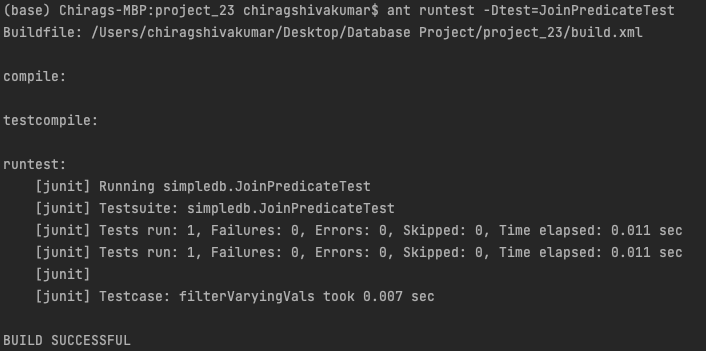 (base) Chirags-MBP:project_23 chiragshivakumar$ ant runtest -Dtest=JoinPredicateTest
Buildfile: /Users/chiragshivakumar/Desktop/Database Project/project_23/build.xml
compile:
testcompile:
runtest:
[junit] Running simpledb.JoinPredicateTest
[junit] Testsuite: simpledb.JoinPredicateTest
[junit] Tests run: 1, Failures: 0, Errors: 0, Skipped: 0, Time elapsed: 0.011 sec
[junit] Tests run: 1, Failures: 0, Errors: 0, Skipped: 0, Time elapsed: 0.011 sec
[junit]
[junit] Testcase: filterVaryingVals took 0.007 sec
BUILD SUCCESSFUL